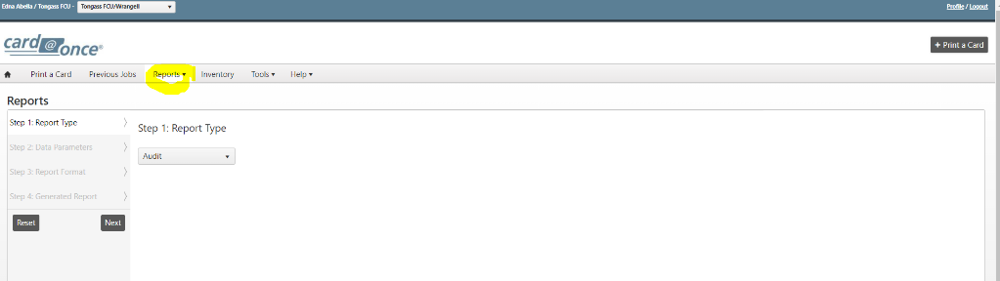 Edna Abella / Tongass FCU - Tongass FCU/Wrangell Profile / Logout
card@once®
+ Print a Card
Print a Card Previous Jobs Reports Inventory Tools Help
Reports
Step 1: Report Type
Step 2: Data Parameters
Step 3: Report Format
Step 4: Generated Report
Reset Next
Step 1: Report Type
Audit